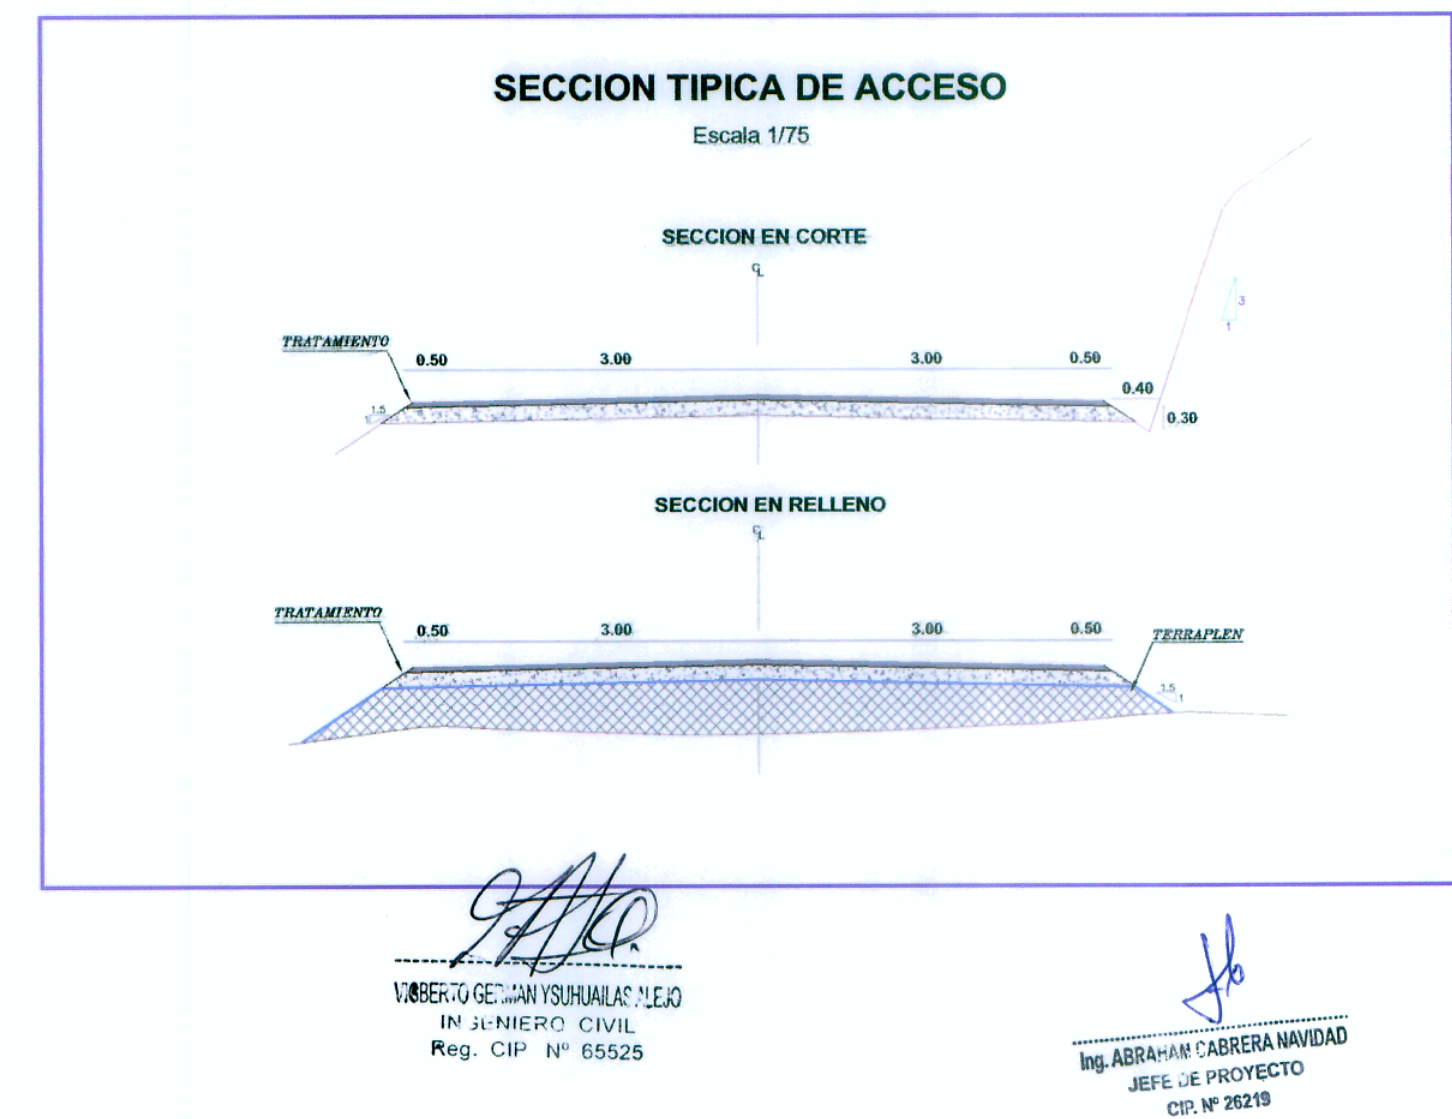 SECCION TIPICA DE ACCESO
Escala 1/75
SECCION EN CORTE
CL
3
1
TRATAMIENTO
0.50 3.00 3.00 0.50
0.40
1.5
1
0.30
SECCION EN RELLENO
CL
TRATAMIENTO
0.50 3.00 3.00 0.50
TERRAPLEN
1.5
1
GERMAN YSUHUAILAS ALEJO
INGENIERO CIVIL
Reg. CIP Nº 65525
Ing. ABRAHAM CABRERA NAVIDAD
JEFE DE PROYECTO
CIP. Nº 26219